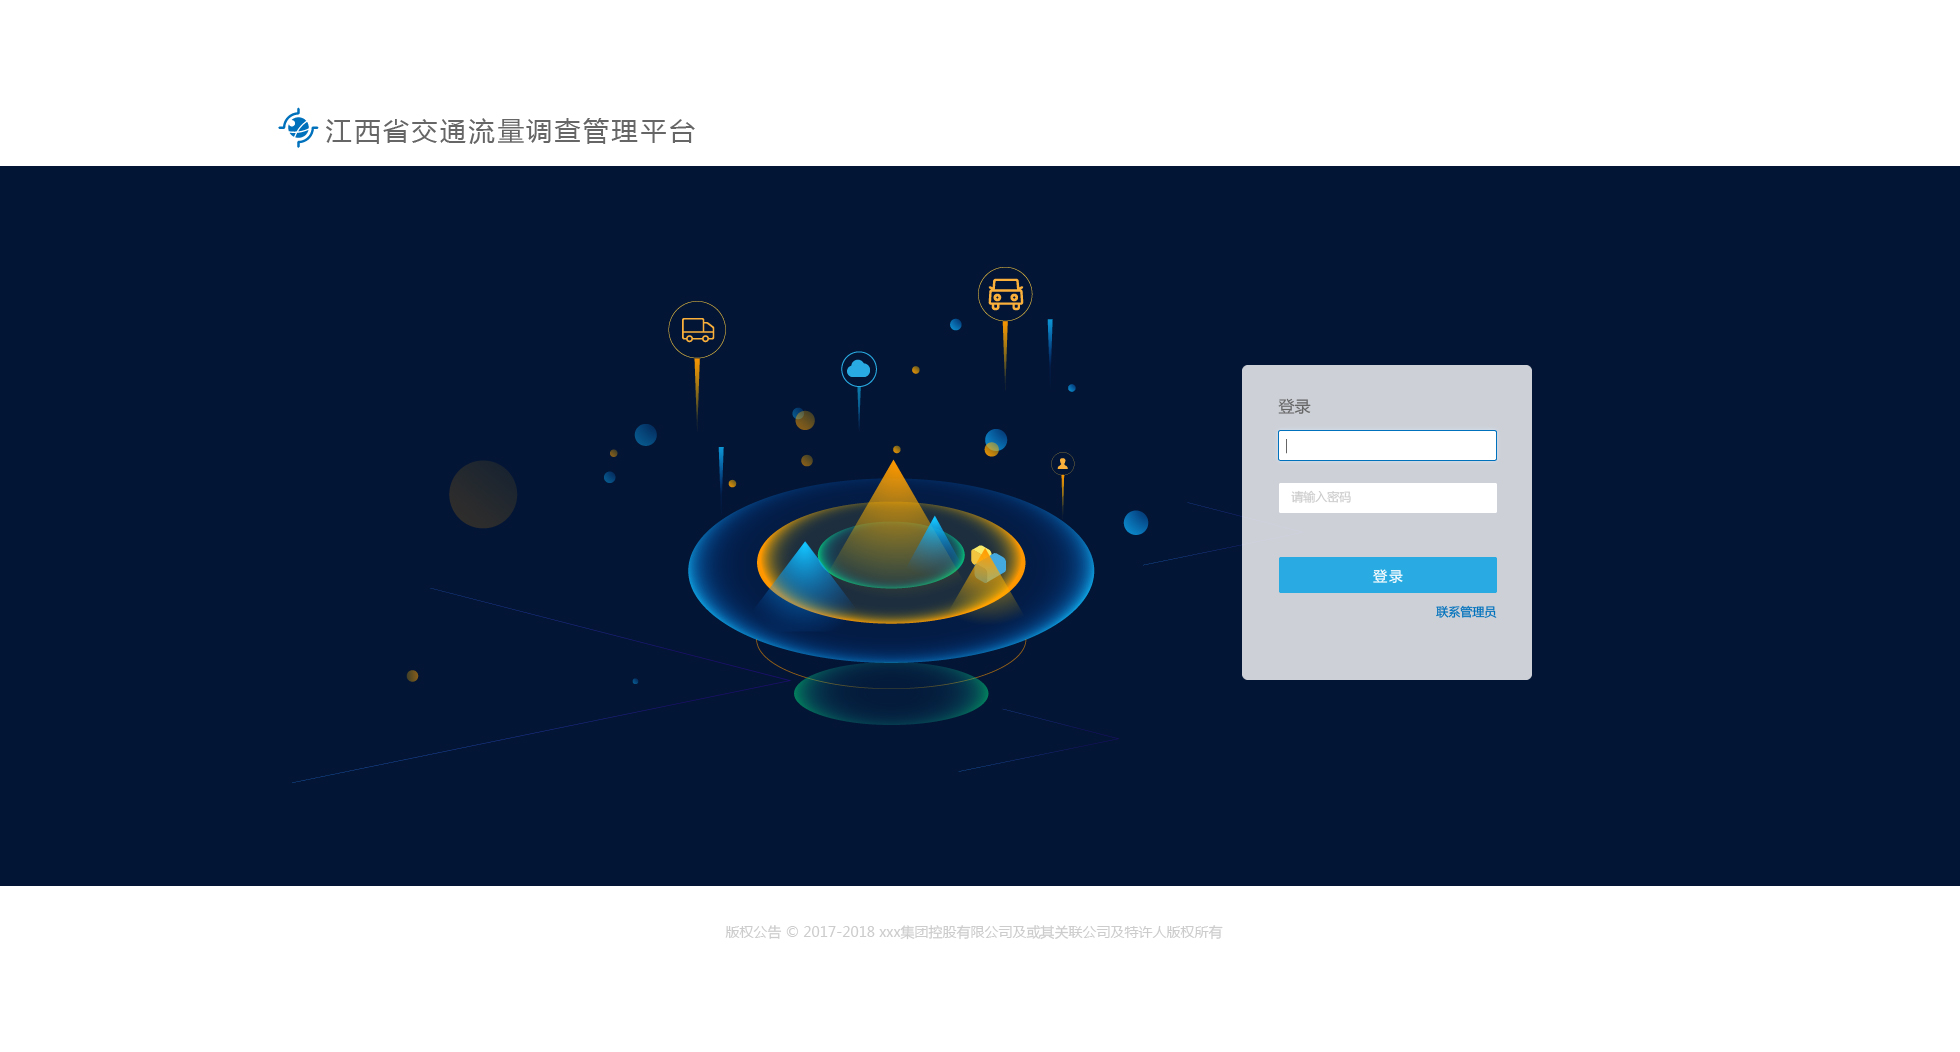 江西省交通流量调查管理平台
登录
请输入密码
登录
联系管理员
版权公告 © 2017-2018 xxx集团控股有限公司及或其关联公司及特许人版权所有